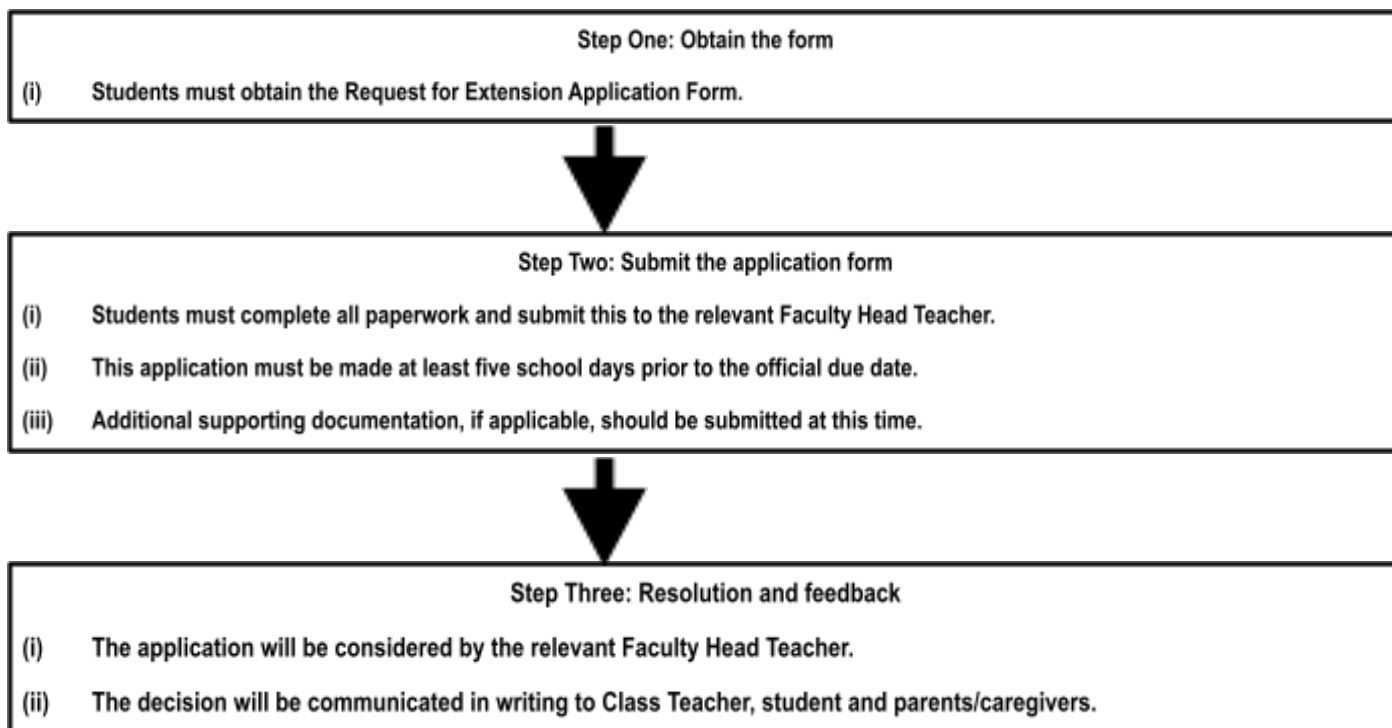 Step One: Obtain the form
(i) Students must obtain the Request for Extension Application Form.
Step Two: Submit the application form
(i) Students must complete all paperwork and submit this to the relevant Faculty Head Teacher.
(ii) This application must be made at least five school days prior to the official due date.
(iii) Additional supporting documentation, if applicable, should be submitted at this time.
Step Three: Resolution and feedback
(i) The application will be considered by the relevant Faculty Head Teacher.
(ii) The decision will be communicated in writing to Class Teacher, student and parents/caregivers.